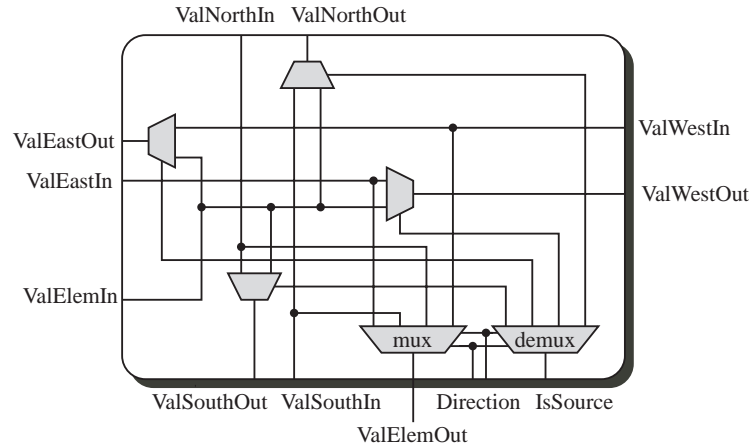 ValNorthIn ValNorthOut
ValEastOut
ValWestIn
ValEastIn
ValWestOut
ValElemIn
mux
demux
ValSouthOut ValSouthIn Direction IsSource
ValElemOut